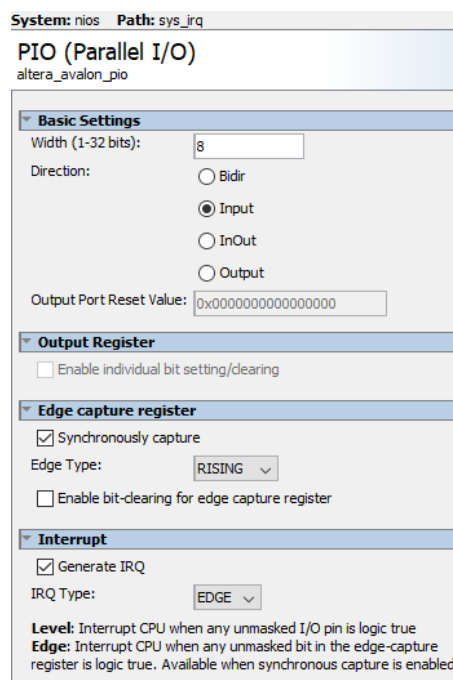 System: nios Path: sys_irq
PIO (Parallel I/O)
altera_avalon_pio
Basic Settings
Width (1-32 bits): 8
Direction: Bidir
Input
InOut
Output
Output Port Reset Value: 0x0000000000000000
Output Register
Enable individual bit setting/clearing
Edge capture register
Synchronously capture
Edge Type: RISING
Enable bit-clearing for edge capture register
Interrupt
Generate IRQ
IRQ Type: EDGE
Level: Interrupt CPU when any unmasked I/O pin is logic true
Edge: Interrupt CPU when any unmasked bit in the edge-capture
register is logic true. Available when synchronous capture is enabled